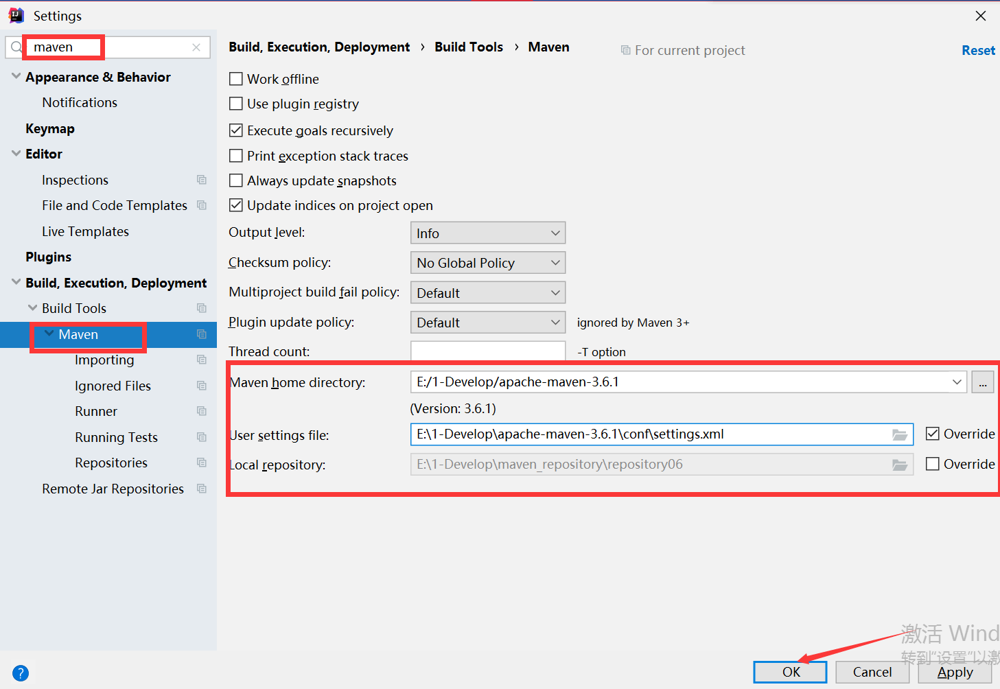 Settings
maven
Appearance & Behavior
Notifications
Keymap
Editor
Inspections
File and Code Templates
Live Templates
Plugins
Build, Execution, Deployment
Build Tools
Maven
Importing
Ignored Files
Runner
Running Tests
Repositories
Remote Jar Repositories
Build, Execution, Deployment › Build Tools › Maven
For current project
Reset
Work offline
Use plugin registry
Execute goals recursively
Print exception stack traces
Always update snapshots
Update indices on project open
Output level: Info
Checksum policy: No Global Policy
Multiproject build fail policy: Default
Plugin update policy: Default ignored by Maven 3+
Thread count: -T option
Maven home directory: E:/1-Develop/apache-maven-3.6.1 ...
(Version: 3.6.1)
User settings file: E:\1-Develop\apache-maven-3.6.1\conf\settings.xml Override
Local repository: E:\1-Develop\maven_repository\repository06 Override
激活 Wind
转到"设置"以激
? OK Cancel Apply